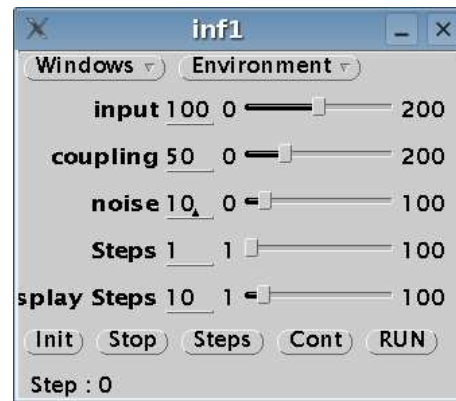 inf1
Windows Environment
input 100 0 200
coupling 50 0 200
noise 10 0 100
Steps 1 1 100
splay Steps 10 1 100
Init Stop Steps Cont RUN
Step : 0